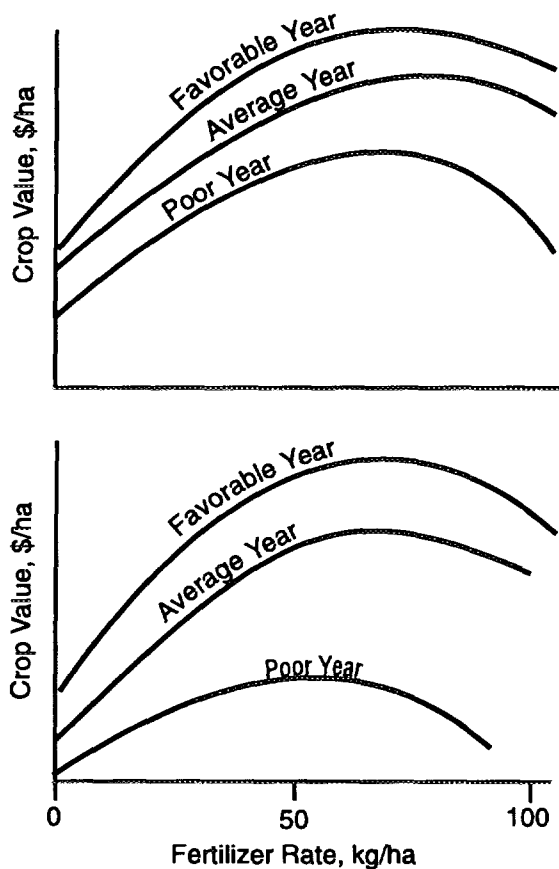 Crop Value, $/ha
Favorable Year
Average Year
Poor Year
Crop Value, $/ha
Favorable Year
Average Year
Poor Year
0
50
100
Fertilizer Rate, kg/ha